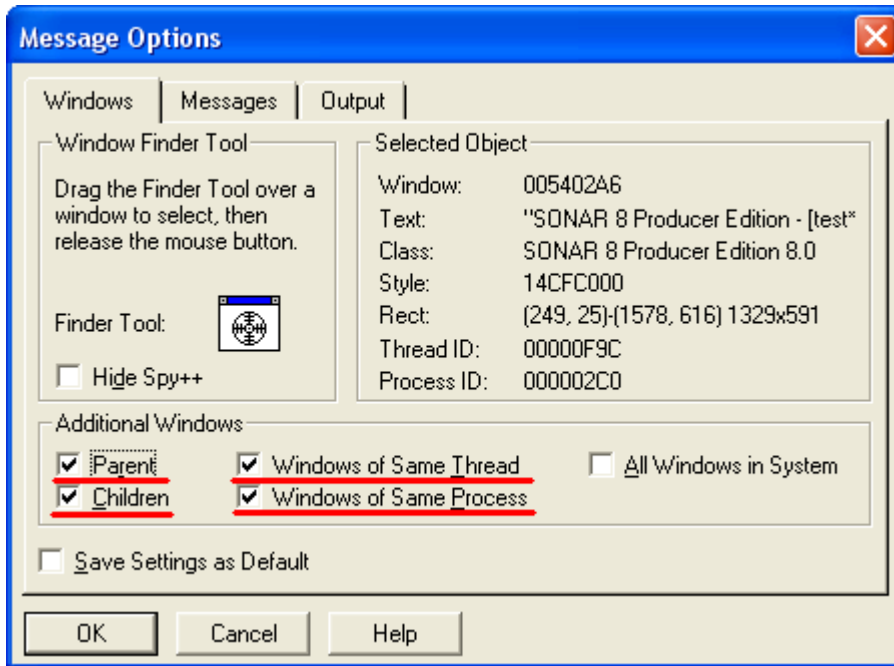 Message Options
Windows Messages Output
Window Finder Tool
Drag the Finder Tool over a
window to select, then
release the mouse button.
Finder Tool:
Hide Spy++
Selected Object
Window: 005402A6
Text: "SONAR 8 Producer Edition - [test*
Class: SONAR 8 Producer Edition 8.0
Style: 14CFC000
Rect: (249, 25)-(1578, 616) 1329x591
Thread ID: 00000F9C
Process ID: 000002C0
Additional Windows
Parent Windows of Same Thread All Windows in System
Children Windows of Same Process
Save Settings as Default
OK Cancel Help